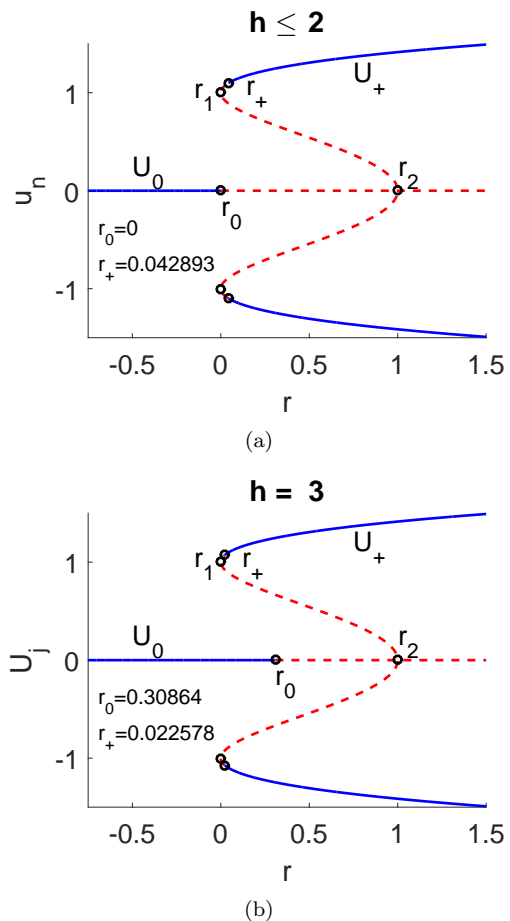 h ≤ 2
u_n
1
0
-1
r_1
r_+
U_+
U_0
r_0
r_2
r_0=0
r_+=0.042893
-0.5
0
0.5
1
1.5
r
(a)
h = 3
U_j
1
0
-1
r_1
r_+
U_+
U_0
r_0
r_2
r_0=0.30864
r_+=0.022578
-0.5
0
0.5
1
1.5
r
(b)